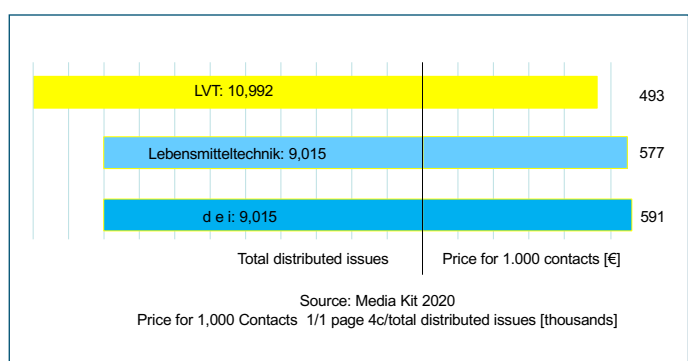 LVT: 10,992
493
Lebensmitteltechnik: 9,015
577
d e i: 9,015
591
Total distributed issues
Price for 1.000 contacts [€]
Source: Media Kit 2020
Price for 1,000 Contacts 1/1 page 4c/total distributed issues [thousands]